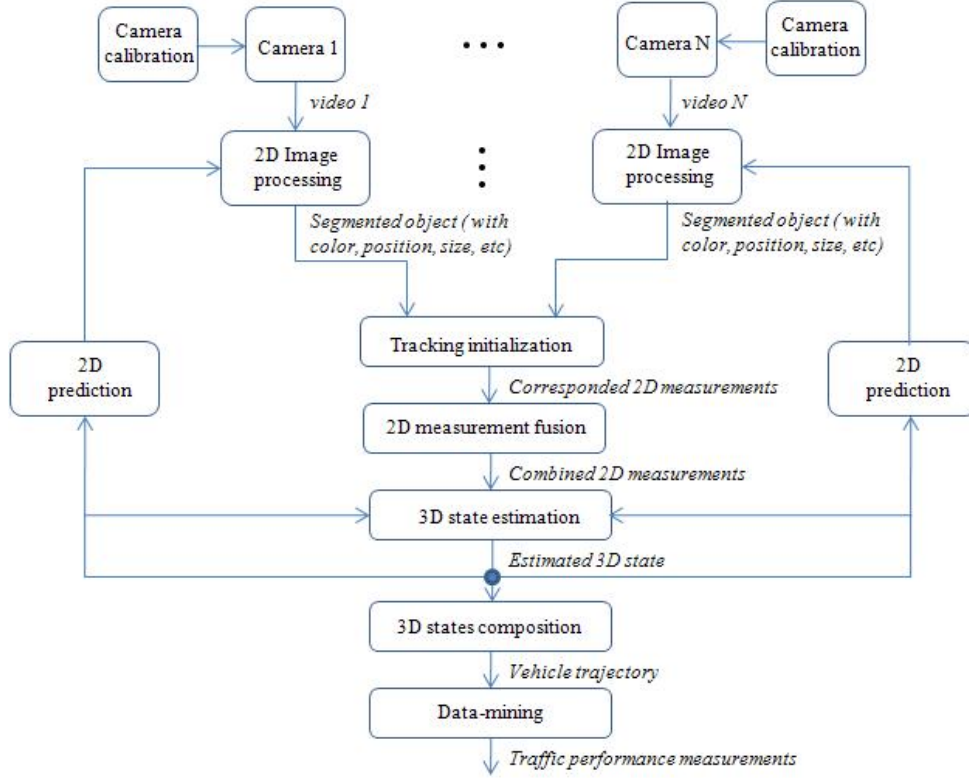 Camera
calibration
Camera 1
Camera N
Camera
calibration
video 1
video N
2D Image
processing
2D Image
processing
Segmented object ( with
color, position, size, etc)
Segmented object ( with
color, position, size, etc)
Tracking initialization
2D
prediction
2D
prediction
Corresponded 2D measurements
2D measurement fusion
Combined 2D measurements
3D state estimation
Estimated 3D state
3D states composition
Vehicle trajectory
Data-mining
Traffic performance measurements